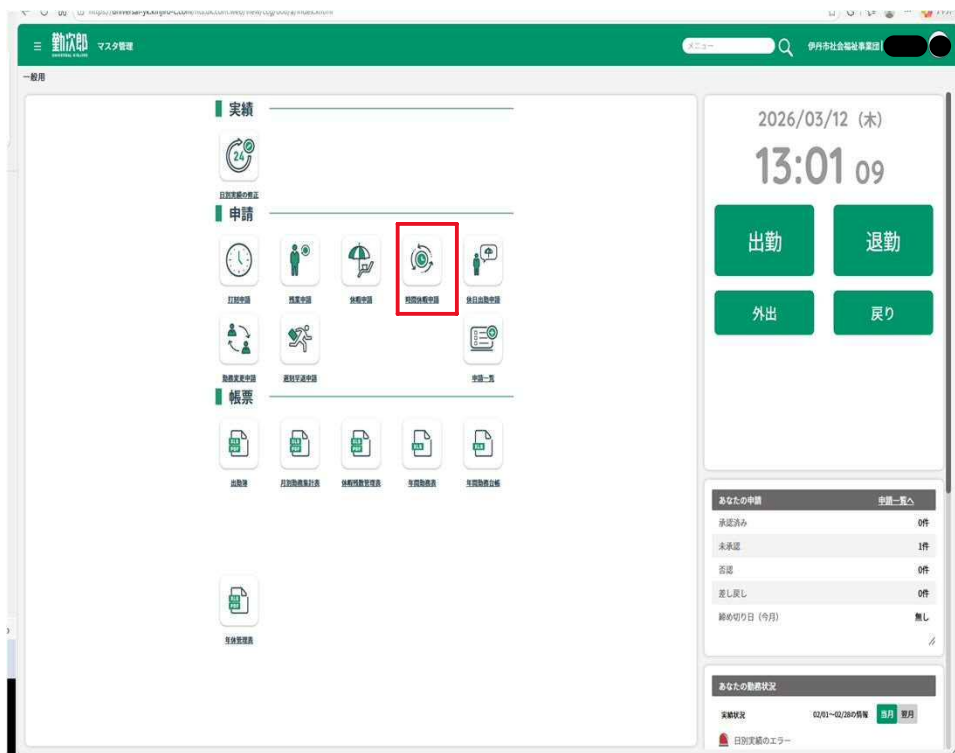 勤次郎 マスタ管理
メニュー
伊丹市社会福祉事業団
一般用
実績
日別実績の修正
申請
打刻申請 残業申請 休暇申請 時間休暇申請 休日出勤申請
勤務変更申請 遅刻早退申請 申請一覧
帳票
出勤簿 月別勤務集計表 休暇残数管理表 年間勤務表 年間勤務台帳
年休管理表
2026/03/12 (木)
13:01 09
出勤 退勤
外出 戻り
あなたの申請 申請一覧へ
承認済み 0件
未承認 1件
否認 0件
差し戻し 0件
締め切り日 (今月) 無し
あなたの勤務状況
実績状況 02/01~02/28の情報 当月 翌月
日別実績のエラー